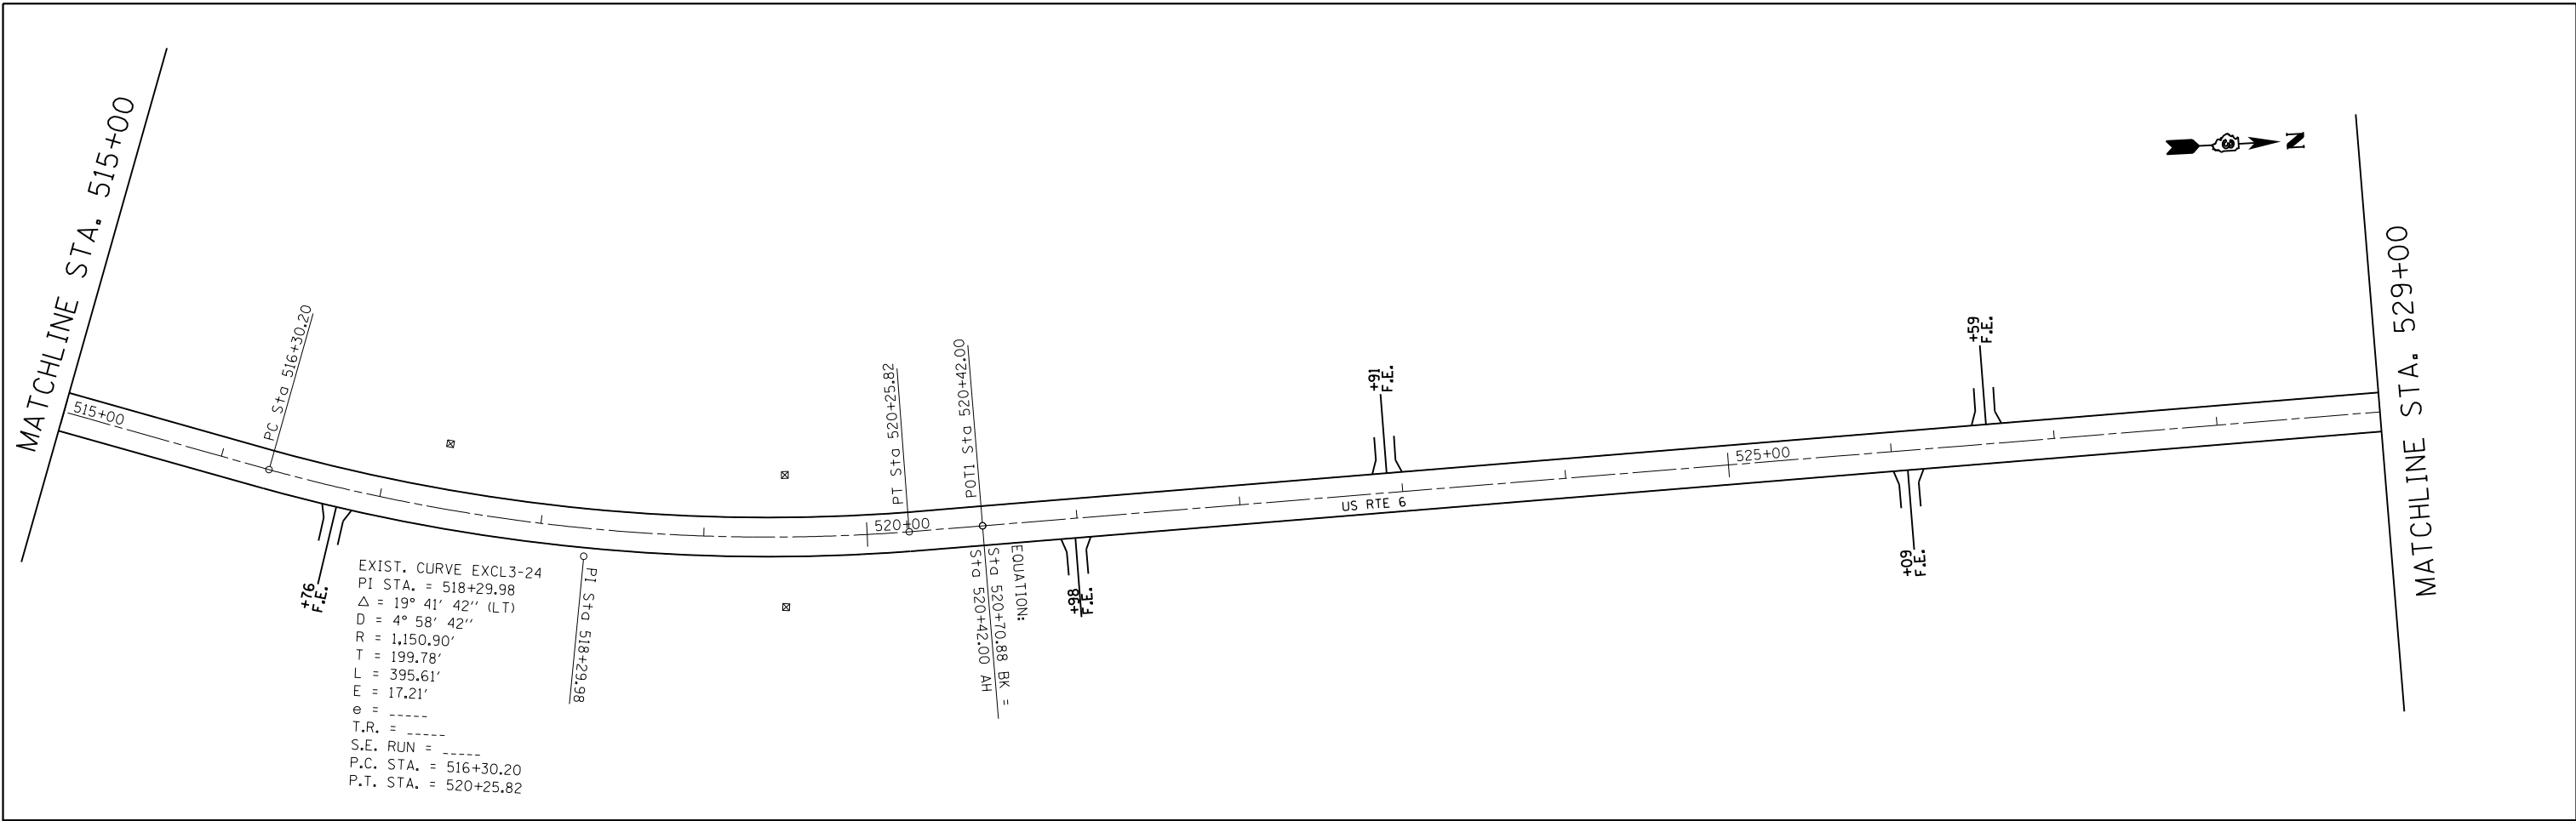 MATCHLINE STA. 515+00
515+00
PC Sta 516+30.20
+76
F.E.
EXIST. CURVE EXCL3-24
PI STA. = 518+29.98
△ = 19° 41' 42'' (LT)
D = 4° 58' 42''
R = 1,150.90'
T = 199.78'
L = 395.61'
E = 17.21'
e = -----
T.R. = -----
S.E. RUN = -----
P.C. STA. = 516+30.20
P.T. STA. = 520+25.82
PI Sta 518+29.98
PT Sta 520+25.82
520+00
POT1 Sta 520+42.00
EQUATION:
Sta 520+70.88 BK =
Sta 520+42.00 AH
+98
F.E.
+91
F.E.
US RTE 6
525+00
+09
F.E.
+59
F.E.
3
N
MATCHLINE STA. 529+00